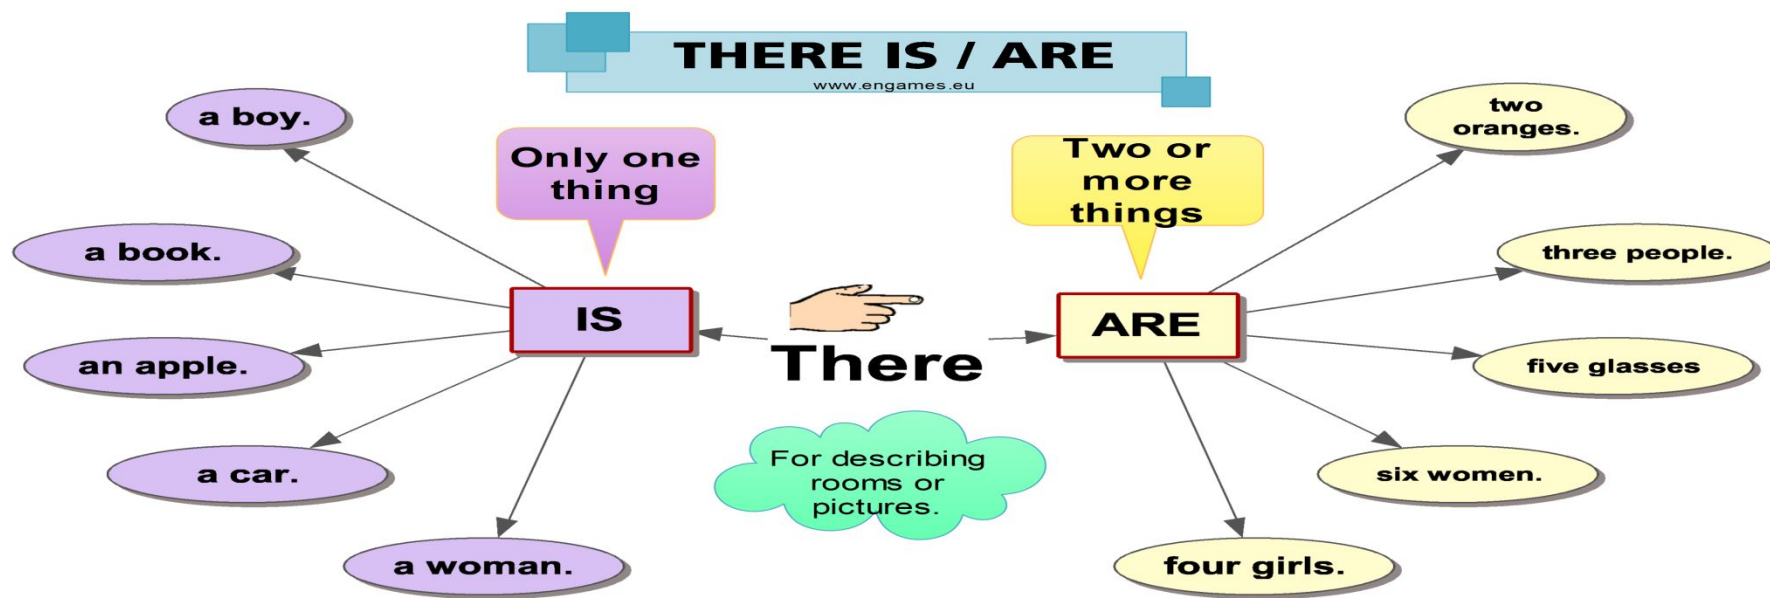 THERE IS / ARE
www.engames.eu
a boy.
Only one
thing
Two or
more
things
two
oranges.
a book.
three people.
IS
ARE
There
an apple.
five glasses
a car.
For describing
rooms or
pictures.
six women.
a woman.
four girls.